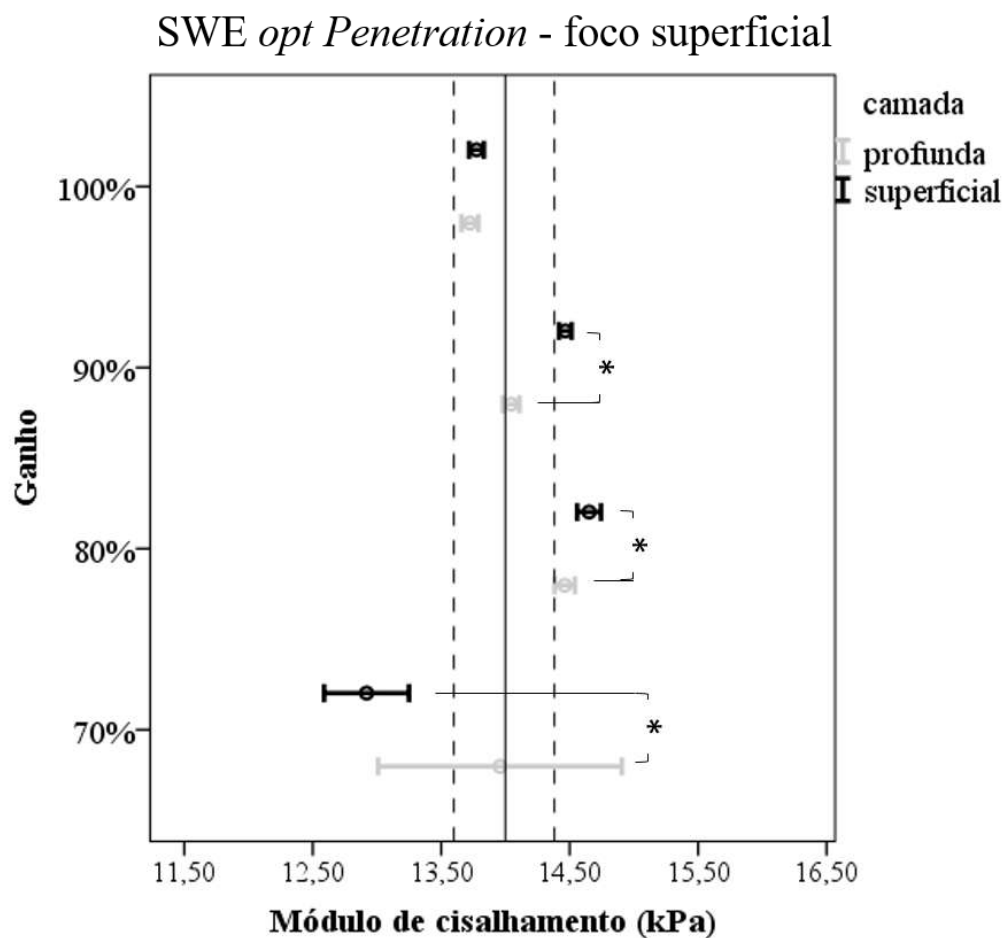 SWE opt Penetration - foco superficial
camada
profunda
superficial
100%
90%
80%
70%
*
*
*
Ganho
11,50 12,50 13,50 14,50 15,50 16,50
Módulo de cisalhamento (kPa)